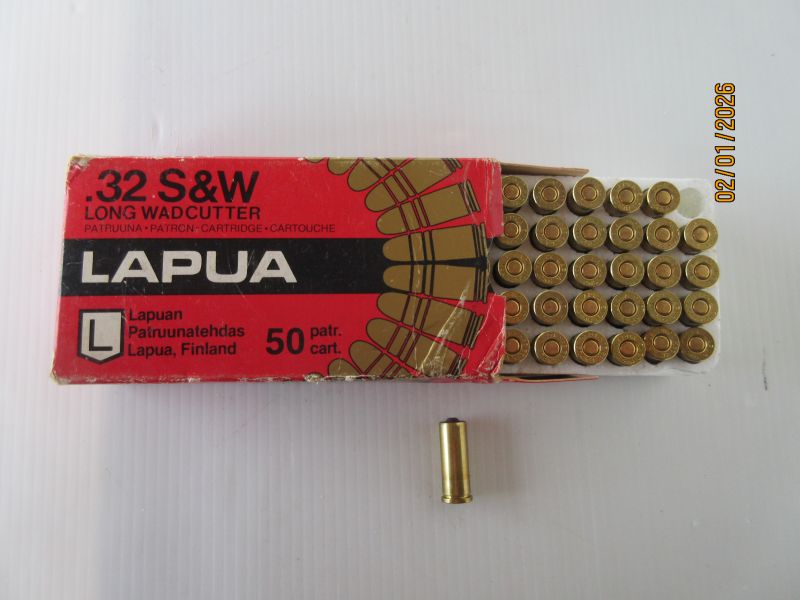 .32 S&W
LONG WADCUTTER
PATRUUNA • PATRON • CARTRIDGE • CARTOUCHE
LAPUA
L
Lapuan
Patruunatehdas
Lapua, Finland
50 patr.
cart.
02/01/2026